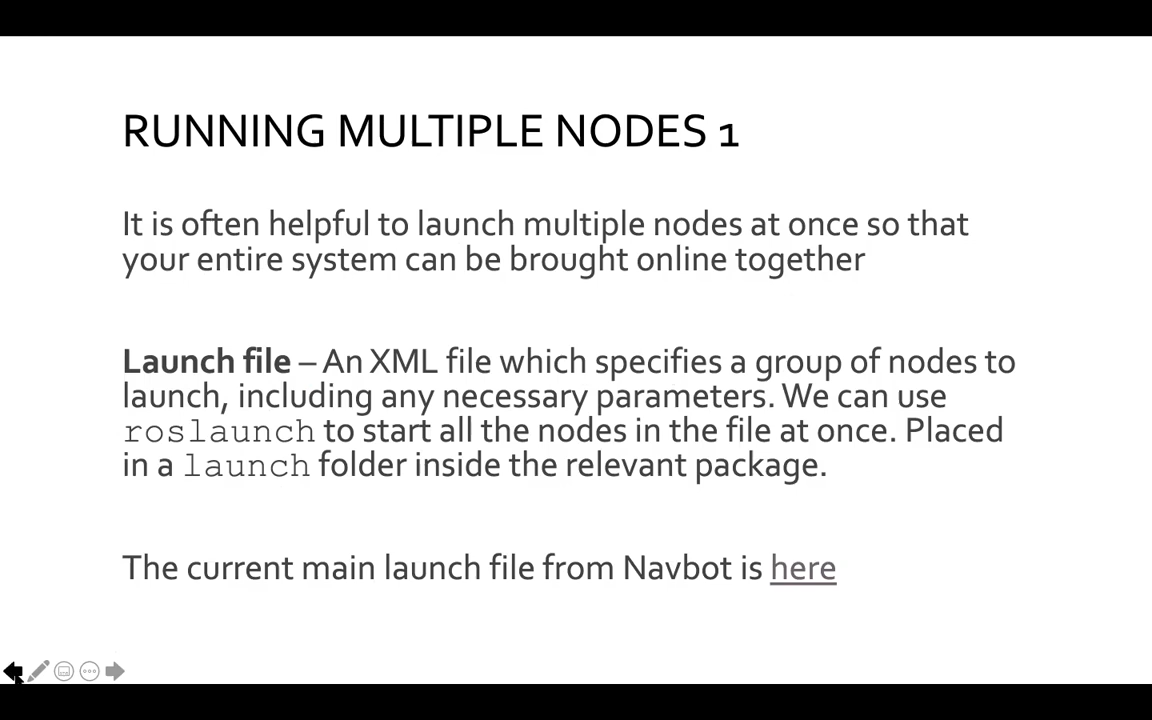 RUNNING MULTIPLE NODES 1
It is often helpful to launch multiple nodes at once so that
your entire system can be brought online together
Launch file – An XML file which specifies a group of nodes to
launch, including any necessary parameters. We can use
roslaunch to start all the nodes in the file at once. Placed
in a launch folder inside the relevant package.
The current main launch file from Navbot is here